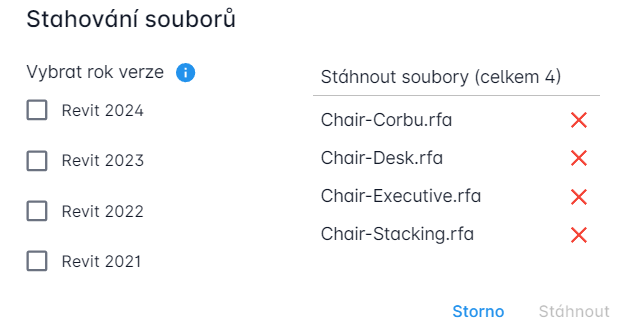 Stahování souborů
Vybrat rok verze
Revit 2024
Revit 2023
Revit 2022
Revit 2021
Stáhnout soubory (celkem 4)
Chair-Corbu.rfa
Chair-Desk.rfa
Chair-Executive.rfa
Chair-Stacking.rfa
Storno
Stáhnout